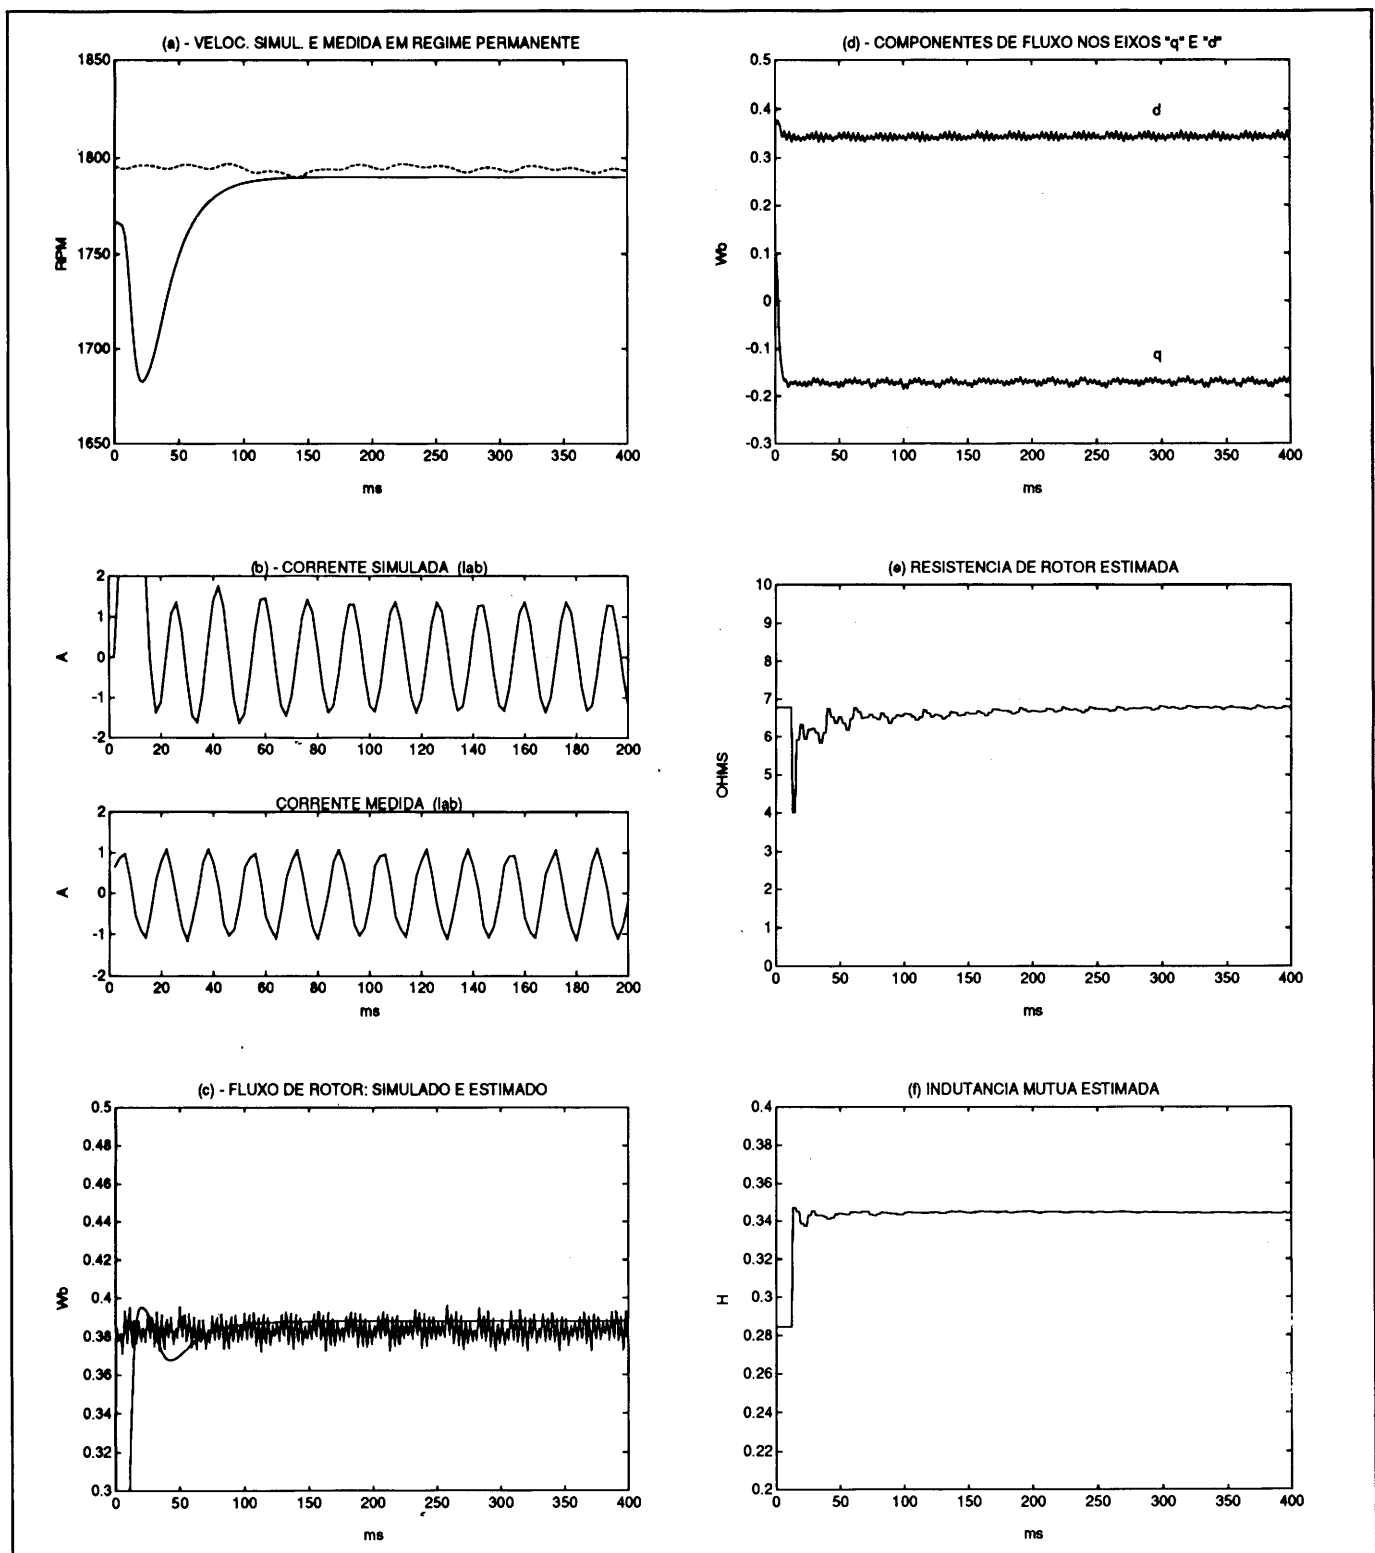 (a) - VELOC. SIMUL. E MEDIDA EM REGIME PERMANENTE
1850
1800
1750
1700
1650
RPM
0 50 100 150 200 250 300 350 400
ms
(b) - CORRENTE SIMULADA (Iab)
2
1
0
-1
-2
A
0 20 40 60 80 100 120 140 160 180 200
CORRENTE MEDIDA (Iab)
2
1
0
-1
-2
A
0 20 40 60 80 100 120 140 160 180 200
ms
(c) - FLUXO DE ROTOR: SIMULADO E ESTIMADO
0.5
0.48
0.46
0.44
0.42
0.4
0.38
0.36
0.34
0.32
0.3
Wb
0 50 100 150 200 250 300 350 400
ms
(d) - COMPONENTES DE FLUXO NOS EIXOS "q" E "d"
0.5
0.4
0.3
0.2
0.1
0
-0.1
-0.2
-0.3
Wb
d
q
0 50 100 150 200 250 300 350 400
ms
(e) RESISTENCIA DE ROTOR ESTIMADA
10
9
8
7
6
5
4
3
2
1
0
OHMS
0 50 100 150 200 250 300 350 400
ms
(f) INDUTANCIA MUTUA ESTIMADA
0.4
0.38
0.36
0.34
0.32
0.3
0.28
0.26
0.24
0.22
0.2
H
0 50 100 150 200 250 300 350 400
ms